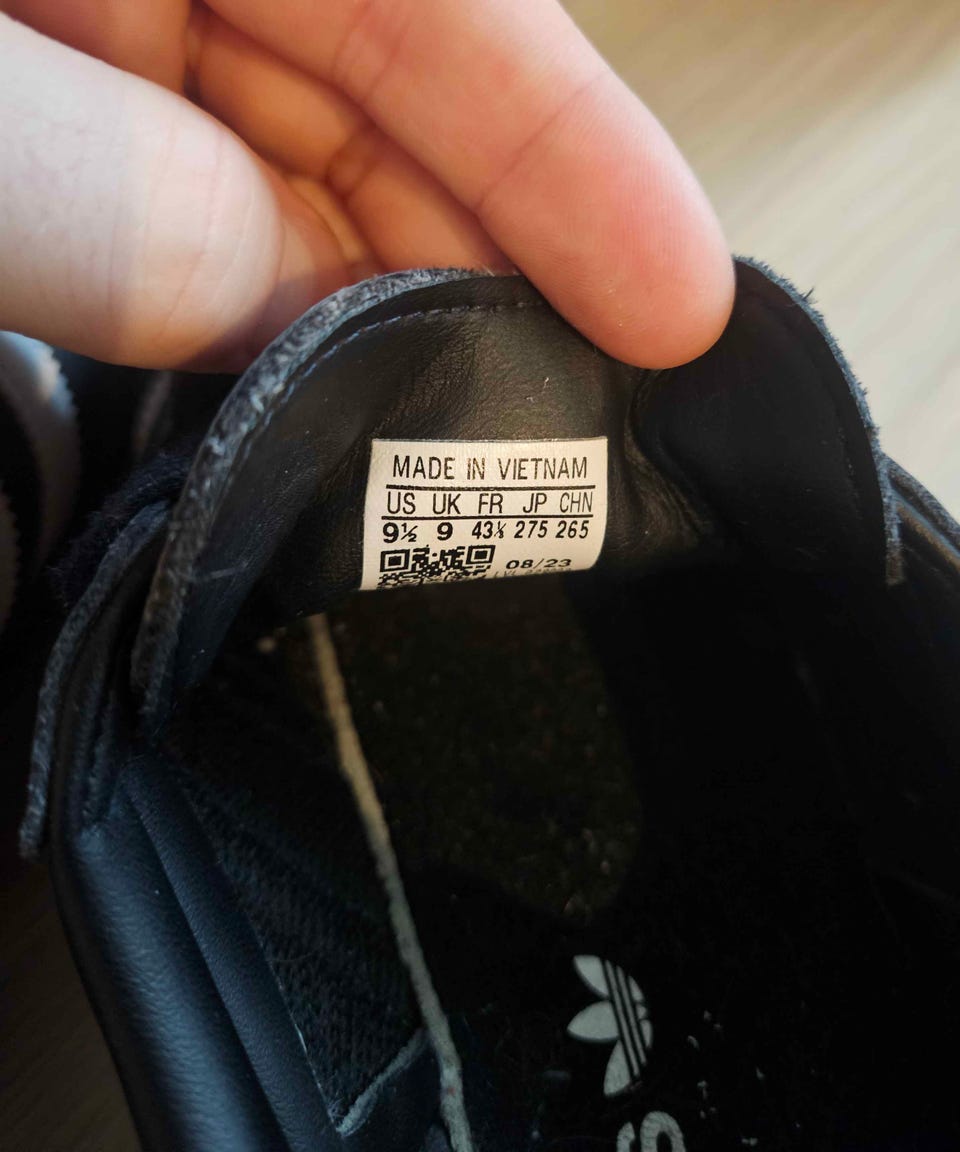 MADE IN VIETNAM
US UK FR JP CHN
9½ 9 43⅓ 275 265
08/23